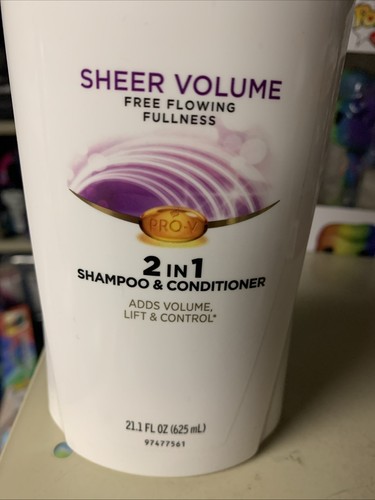 SHEER VOLUME
FREE FLOWING
FULLNESS
PRO-V
2 IN 1
SHAMPOO & CONDITIONER
ADDS VOLUME,
LIFT & CONTROL*
21.1 FL OZ (625 mL)
97477561